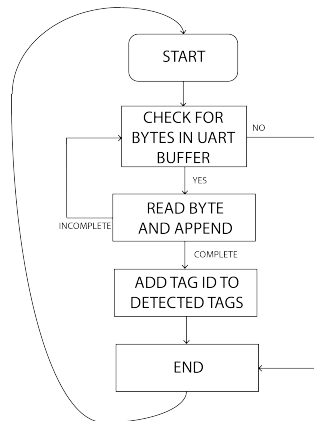 START
CHECK FOR
BYTES IN UART
BUFFER
NO
YES
READ BYTE
AND APPEND
INCOMPLETE
COMPLETE
ADD TAG ID TO
DETECTED TAGS
END